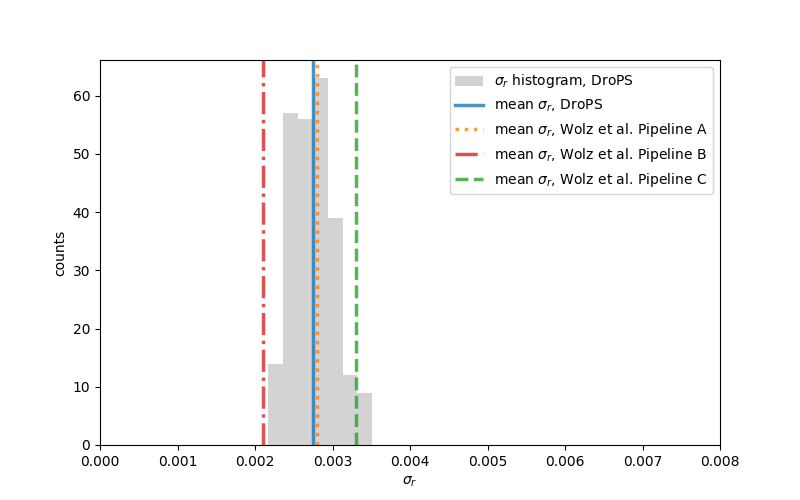 σr histogram, DroPS
mean σr, DroPS
mean σr, Wolz et al. Pipeline A
mean σr, Wolz et al. Pipeline B
mean σr, Wolz et al. Pipeline C
60
50
40
30
20
10
0
counts
0.000 0.001 0.002 0.003 0.004 0.005 0.006 0.007 0.008
σr